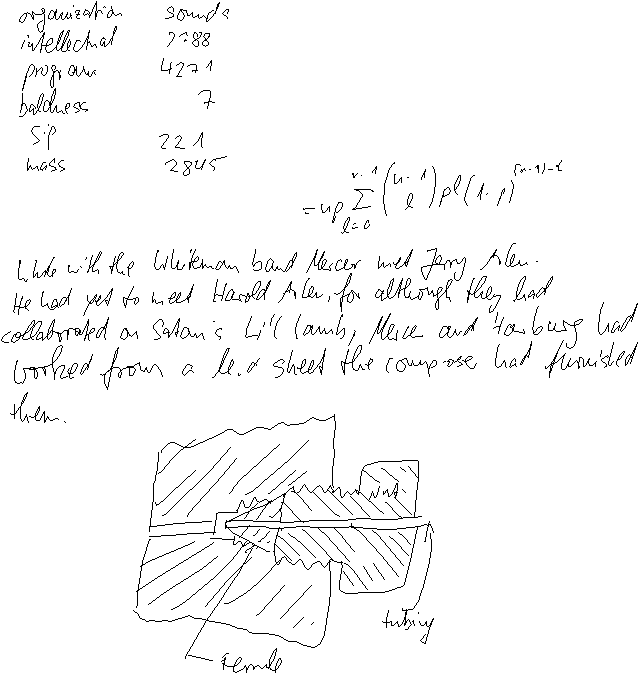 organization sounds
intellectual 2788
program 4271
baldness 7
Sip 221
mass 2845
= np \sum_{l=0}^{n-1} \binom{n-1}{l} p^l (1-p)^{(n-1)-l}
While with the Whiteman band Mercer met Jerry Arlen.
He had yet to meet Harold Arlen, for although they had
collaborated on Satan's Li'l Lamb, Mercer and Harburg had
worked from a lead sheet the composer had furnished
them.
Nut
tubing
Ferrule